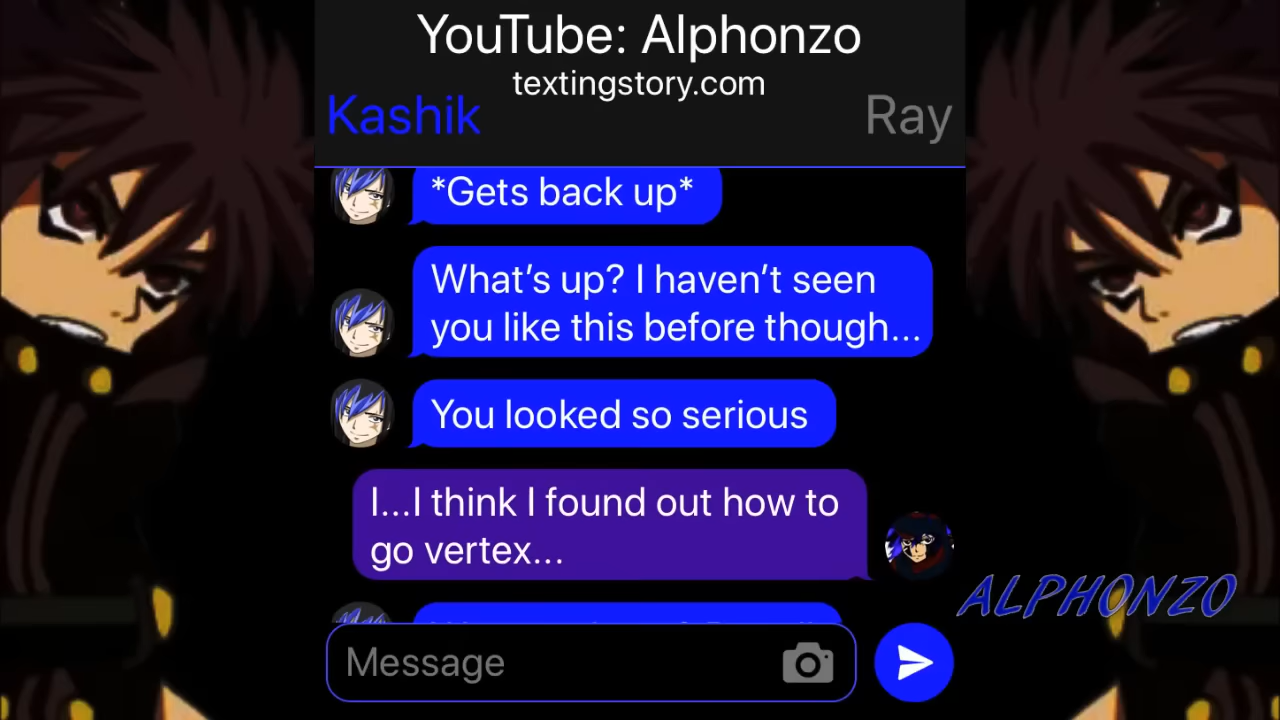 YouTube: Alphonzo
textingstory.com
Kashik
Ray
*Gets back up*
What’s up? I haven’t seen
you like this before though...
You looked so serious
I...I think I found out how to
go vertex...
Message
ALPHONZO